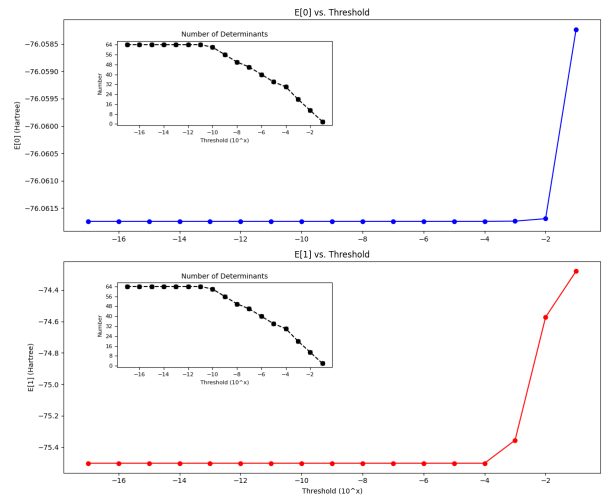 E[0] vs. Threshold
E[0] (Hartree)
−76.0585
−76.0590
−76.0595
−76.0600
−76.0605
−76.0610
−76.0615
Number of Determinants
Number
64
56
48
40
32
24
16
8
0
−16 −14 −12 −10 −8 −6 −4 −2
Threshold (10^x)
−16 −14 −12 −10 −8 −6 −4 −2
E[1] vs. Threshold
E[1] (Hartree)
−74.4
−74.6
−74.8
−75.0
−75.2
−75.4
Number of Determinants
Number
64
56
48
40
32
24
16
8
0
−16 −14 −12 −10 −8 −6 −4 −2
Threshold (10^x)
−16 −14 −12 −10 −8 −6 −4 −2
Threshold (10^x)